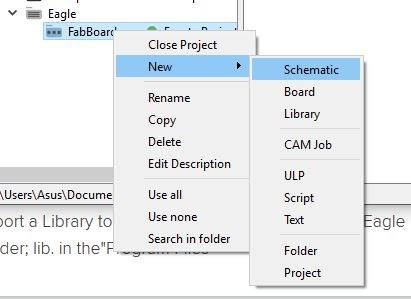 Eagle
FabBoard
Close Project
New
Rename
Copy
Delete
Edit Description
Use all
Use none
Search in folder
Schematic
Board
Library
CAM Job
ULP
Script
Text
Folder
Project
\Users\Asus\Docume
port a Library to
Eagle
der; lib. in the"Program Files"